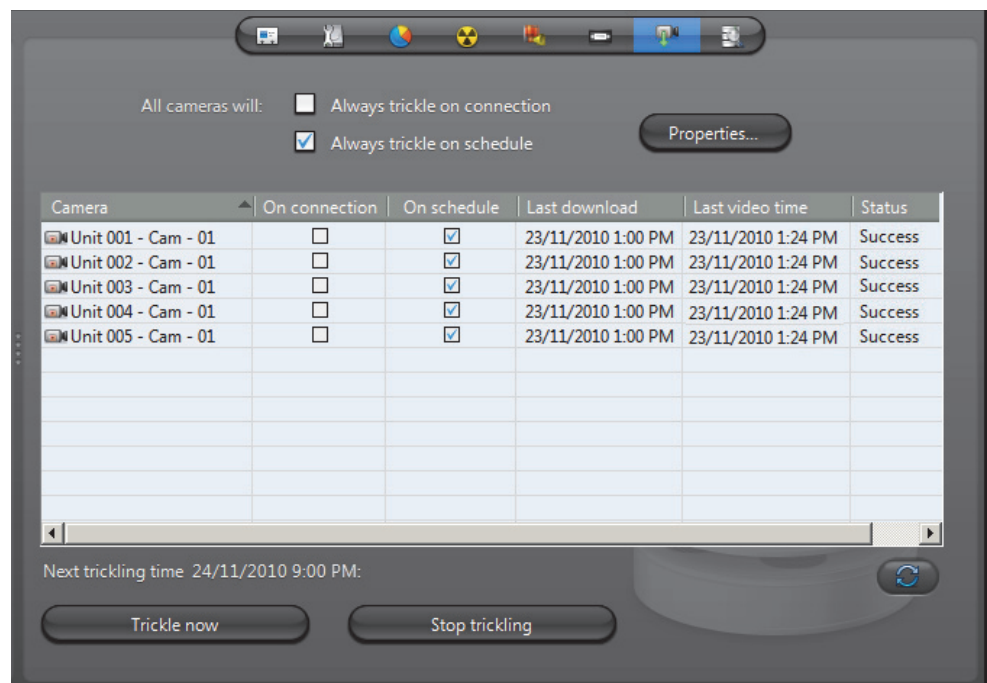 All cameras will: Always trickle on connection
Always trickle on schedule
Properties...
Camera On connection On schedule Last download Last video time Status
Unit 001 - Cam - 01 23/11/2010 1:00 PM 23/11/2010 1:24 PM Success
Unit 002 - Cam - 01 23/11/2010 1:00 PM 23/11/2010 1:24 PM Success
Unit 003 - Cam - 01 23/11/2010 1:00 PM 23/11/2010 1:24 PM Success
Unit 004 - Cam - 01 23/11/2010 1:00 PM 23/11/2010 1:24 PM Success
Unit 005 - Cam - 01 23/11/2010 1:00 PM 23/11/2010 1:24 PM Success
Next trickling time 24/11/2010 9:00 PM:
Trickle now Stop trickling